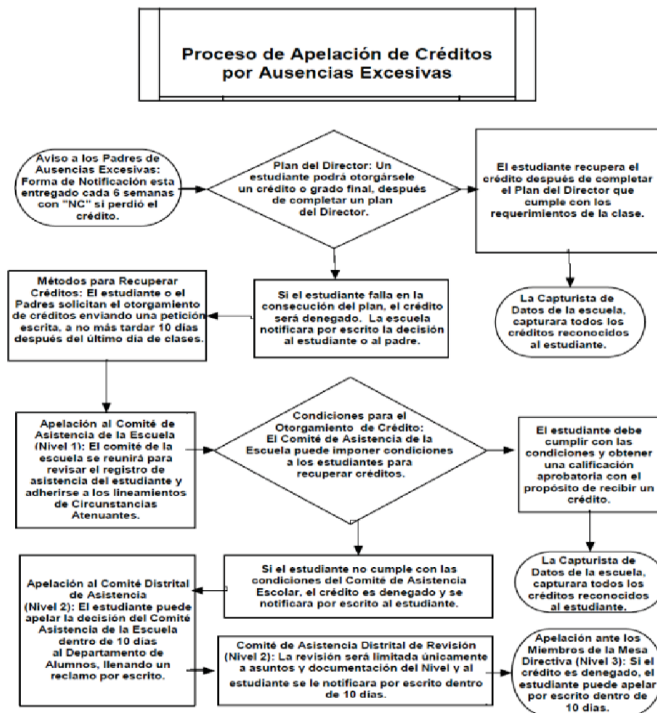 Proceso de Apelación de Créditos
por Ausencias Excesivas
Aviso a los Padres de
Ausencias Excesivas:
Forma de Notificación esta
entregado cada 6 semanas
con "NC" si perdió el
crédito.
Plan del Director: Un
estudiante podrá otorgársele
un crédito o grado final, después
de completar un plan
del Director.
El estudiante recupera el
crédito después de completar
el Plan del Director que
cumple con los
requerimientos de la clase.
Métodos para Recuperar
Créditos: El estudiante o el
Padres solicitan el otorgamiento
de créditos enviando una petición
escrita, a no más tardar 10 días
después del último día de clases.
Si el estudiante falla en la
consecución del plan, el crédito
será denegado. La escuela
notificara por escrito la decisión
al estudiante o al padre.
La Capturista de
Datos de la escuela,
capturara todos los
créditos reconocidos
al estudiante.
Apelación al Comité de
Asistencia de la Escuela
(Nivel 1): El comité de la
escuela se reunirá para
revisar el registro de
asistencia del estudiante y
adherirse a los lineamientos
de Circunstancias
Atenuantes.
Condiciones para el
Otorgamiento de Crédito:
El Comité de Asistencia de la
Escuela puede imponer condiciones
a los estudiantes para
recuperar créditos.
El estudiante debe
cumplir con las
condiciones y obtener
una calificación
aprobatoria con el
propósito de recibir un
crédito.
Apelación al Comité Distrital
de Asistencia
(Nivel 2): El estudiante puede
apelar la decisión del Comité
Asistencia de la Escuela
dentro de 10 días
al Departamento de
Alumnos, llenando un
reclamo por escrito.
Si el estudiante no cumple con las
condiciones del Comité de Asistencia
Escolar, el crédito es denegado y se
notificara por escrito al estudiante.
La Capturista de
Datos de la escuela,
capturara todos los
créditos reconocidos
al estudiante.
Comité de Asistencia Distrital de Revisión
(Nivel 2): La revisión será limitada únicamente
a asuntos y documentación del Nivel y al
estudiante se le notificara por escrito dentro
de 10 días.
Apelación ante los
Miembros de la Mesa
Directiva (Nivel 3): Si el
crédito es denegado, el
estudiante puede apelar
por escrito dentro de
10 días.